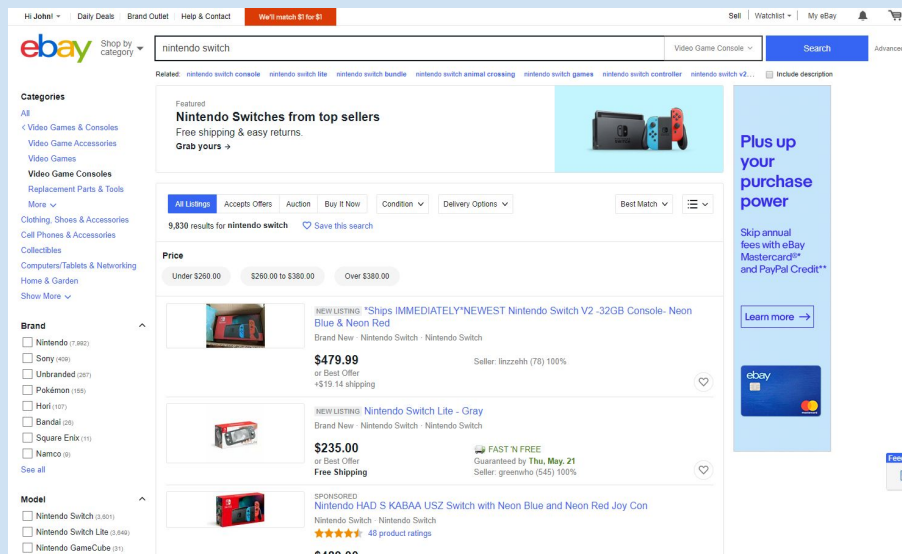 Hi John!
Daily Deals
Brand Outlet
Help & Contact
We'll match $1 for $1
Sell
Watchlist
My eBay
ebay
Shop by category
nintendo switch
Video Game Console
Search
Advanced
Related: nintendo switch console nintendo switch lite nintendo switch bundle nintendo switch animal crossing nintendo switch games nintendo switch controller nintendo switch v2...
Include description
Categories
All
< Video Games & Consoles
Video Game Accessories
Video Games
Video Game Consoles
Replacement Parts & Tools
More
Clothing, Shoes & Accessories
Cell Phones & Accessories
Collectibles
Computers/Tablets & Networking
Home & Garden
Show More
Brand
Nintendo (7,992)
Sony (409)
Unbranded (267)
Pokémon (155)
Hori (137)
Bandai (26)
Square Enix (11)
Namco (9)
See all
Model
Nintendo Switch (3,601)
Nintendo Switch Lite (3,649)
Nintendo GameCube (31)
Featured
Nintendo Switches from top sellers
Free shipping & easy returns.
Grab yours →
All Listings
Accepts Offers
Auction
Buy It Now
Condition
Delivery Options
Best Match
9,830 results for nintendo switch
Save this search
Price
Under $260.00
$260.00 to $380.00
Over $380.00
NEW LISTING *Ships IMMEDIATELY*NEWEST Nintendo Switch V2 -32GB Console- Neon
Blue & Neon Red
Brand New · Nintendo Switch · Nintendo Switch
$479.99
or Best Offer
+$19.14 shipping
Seller: linzzehh (78) 100%
NEW LISTING Nintendo Switch Lite - Gray
Brand New · Nintendo Switch · Nintendo Switch
$235.00
or Best Offer
Free Shipping
FAST 'N FREE
Guaranteed by Thu, May. 21
Seller: greenwho (545) 100%
SPONSORED
Nintendo HAD S KABAA USZ Switch with Neon Blue and Neon Red Joy Con
Nintendo Switch · Nintendo Switch
48 product ratings
Plus up
your
purchase
power
Skip annual
fees with eBay
Mastercard®*
and PayPal Credit**
Learn more →
ebay